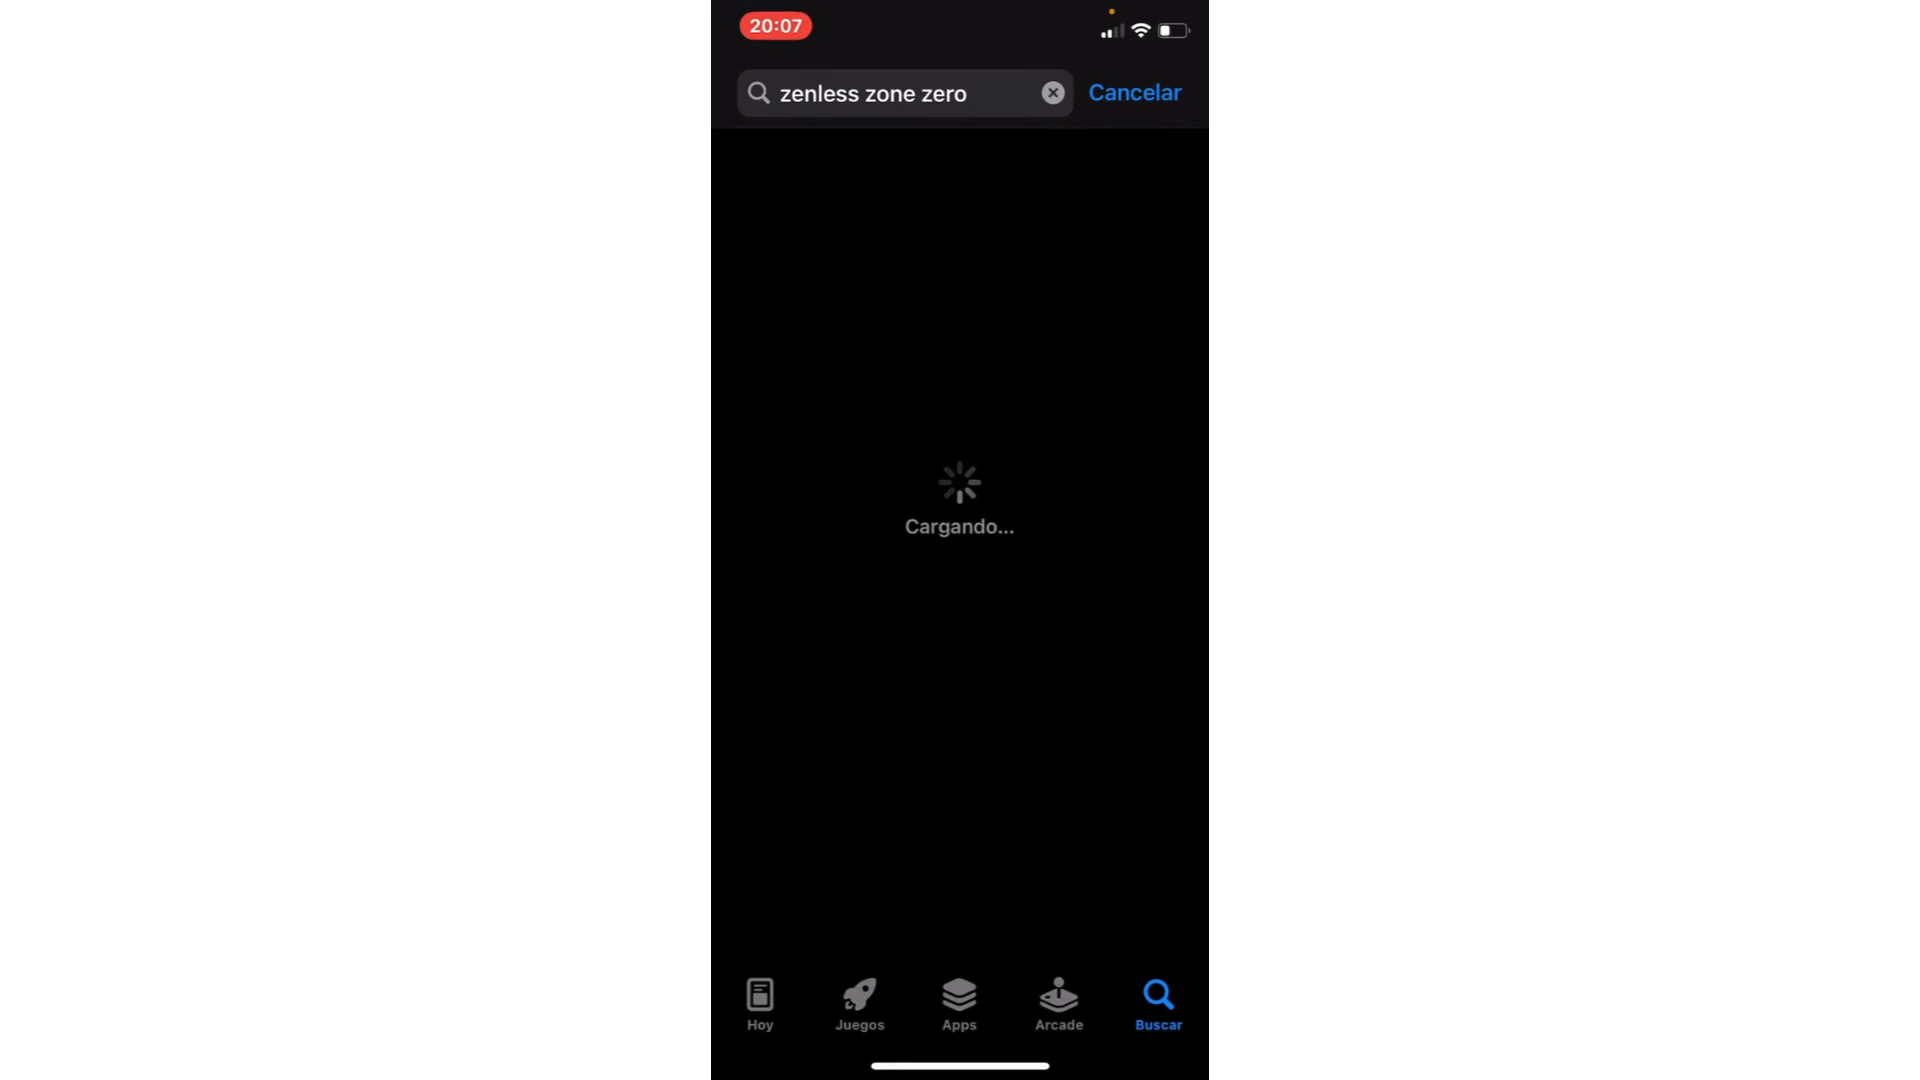 20:07
zenless zone zero
Cancelar
Cargando...
Hoy
Juegos
Apps
Arcade
Buscar